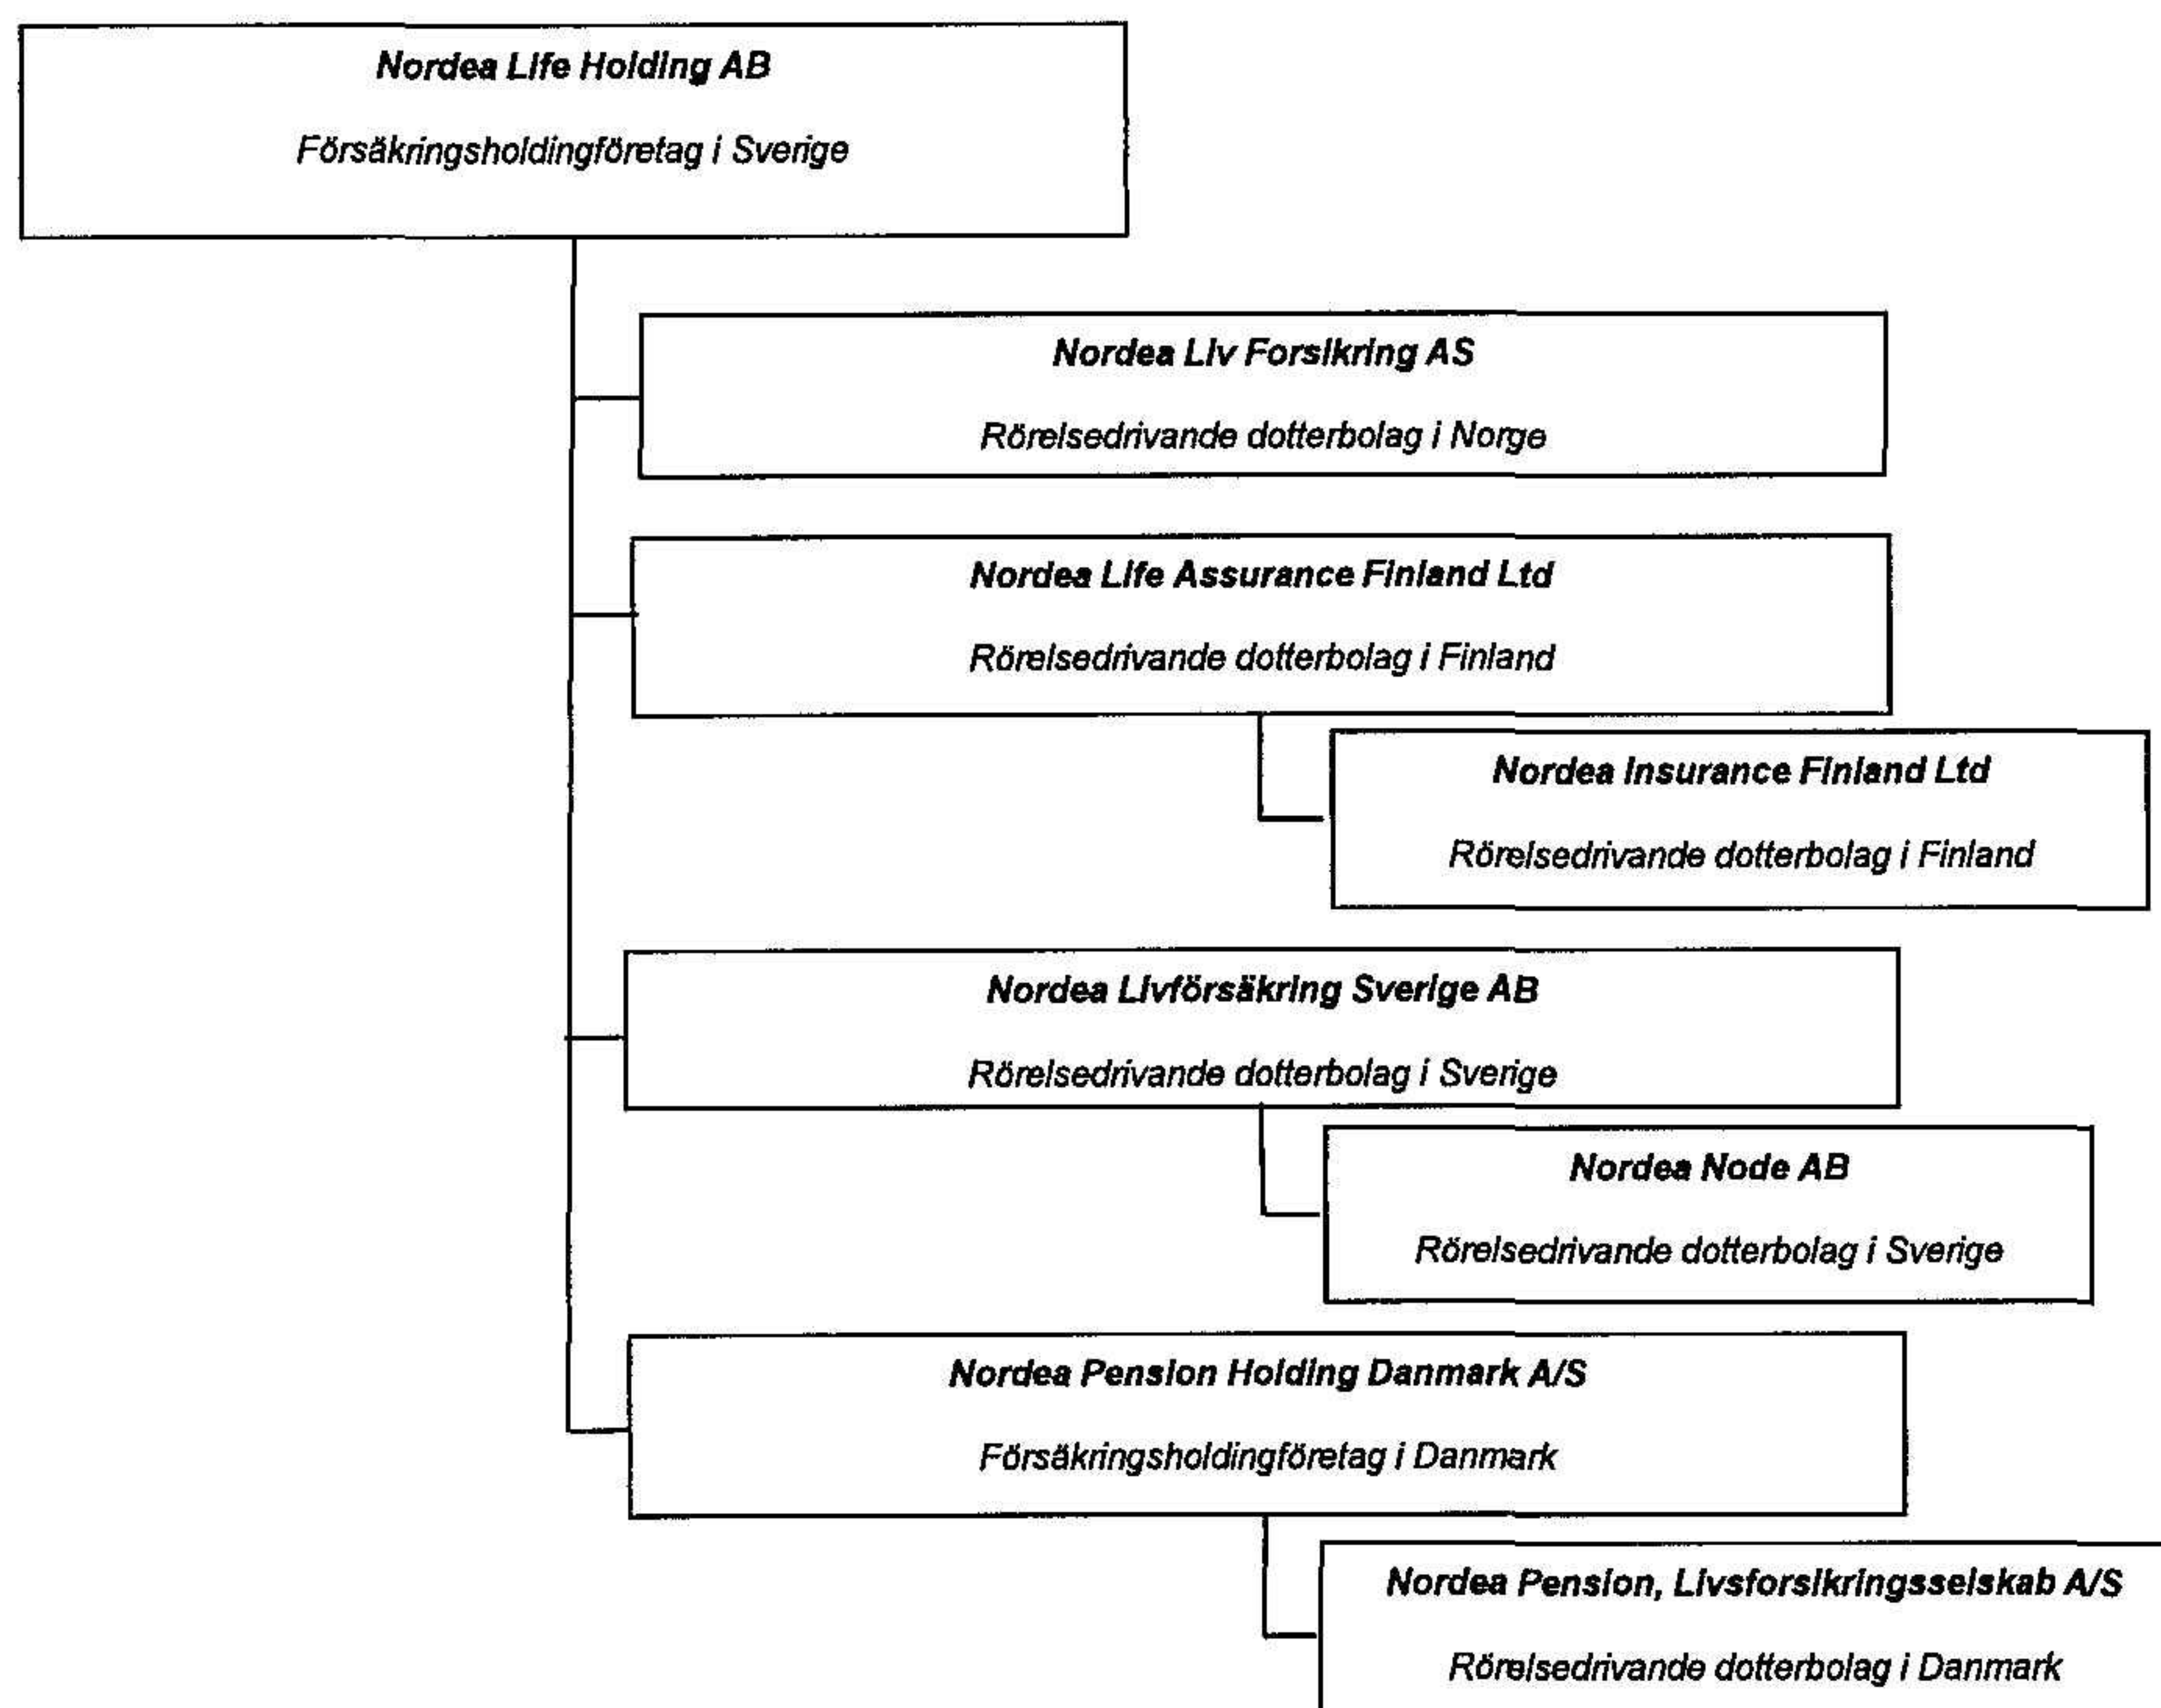 Nordea Life Holding AB
Försäkringsholdingföretag i Sverige
Nordea Liv Forsikring AS
Rörelsedrivande dotterbolag i Norge
Nordea Life Assurance Finland Ltd
Rörelsedrivande dotterbolag i Finland
Nordea Insurance Finland Ltd
Rörelsedrivande dotterbolag i Finland
Nordea Livförsäkring Sverige AB
Rörelsedrivande dotterbolag i Sverige
Nordea Node AB
Rörelsedrivande dotterbolag i Sverige
Nordea Pension Holding Danmark A/S
Försäkringsholdingföretag i Danmark
Nordea Pension, Livsforsikringsselskab A/S
Rörelsedrivande dotterbolag i Danmark